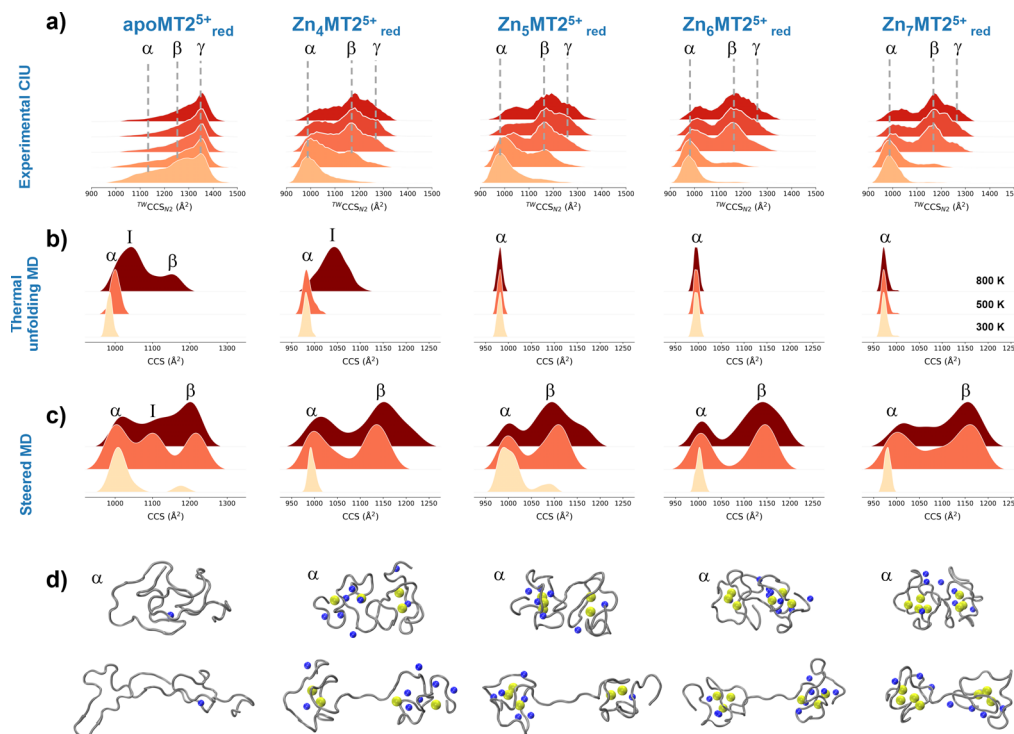 a)
apoMT2⁵⁺red Zn₄MT2⁵⁺red Zn₅MT2⁵⁺red Zn₆MT2⁵⁺red Zn₇MT2⁵⁺red
α β γ α β γ α β γ α β γ α β γ
Experimental CIU
900 1000 1100 1200 1300 1400 1500 900 1000 1100 1200 1300 1400 1500 900 1000 1100 1200 1300 1400 1500 900 1000 1100 1200 1300 1400 1500 900 1000 1100 1200 1300 1400 1500
ᵀᵂCCS_N2 (Å²) ᵀᵂCCS_N2 (Å²) ᵀᵂCCS_N2 (Å²) ᵀᵂCCS_N2 (Å²) ᵀᵂCCS_N2 (Å²)
b)
I I
α β α α α α
Thermal
unfolding MD
800 K
500 K
300 K
1000 1100 1200 1300 950 1000 1050 1100 1150 1200 1250 950 1000 1050 1100 1150 1200 1250 950 1000 1050 1100 1150 1200 1250 950 1000 1050 1100 1150 1200 1250
CCS (Å²) CCS (Å²) CCS (Å²) CCS (Å²) CCS (Å²)
c)
α I β α β α β α β α β
Steered MD
1000 1100 1200 1300 950 1000 1050 1100 1150 1200 1250 950 1000 1050 1100 1150 1200 1250 950 1000 1050 1100 1150 1200 1250 950 1000 1050 1100 1150 1200 1250
CCS (Å²) CCS (Å²) CCS (Å²) CCS (Å²) CCS (Å²)
d)
α α α α α